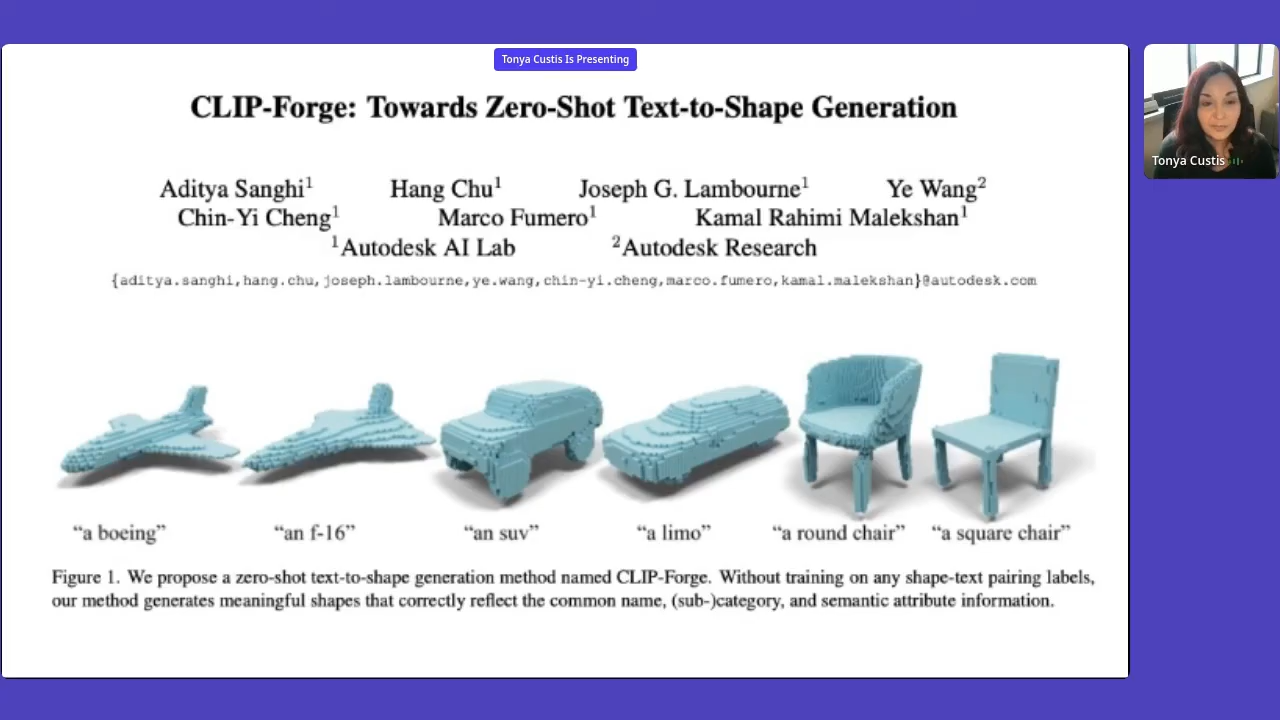 Tonya Custis Is Presenting
CLIP-Forge: Towards Zero-Shot Text-to-Shape Generation
Aditya Sanghi1 Hang Chu1 Joseph G. Lambourne1 Ye Wang2
Chin-Yi Cheng1 Marco Fumero1 Kamal Rahimi Malekshan1
1Autodesk AI Lab 2Autodesk Research
{aditya.sanghi,hang.chu,joseph.lambourne,ye.wang,chin-yi.cheng,marco.fumero,kamal.malekshan}@autodesk.com
“a boeing” “an f-16” “an suv” “a limo” “a round chair” “a square chair”
Figure 1. We propose a zero-shot text-to-shape generation method named CLIP-Forge. Without training on any shape-text pairing labels,
our method generates meaningful shapes that correctly reflect the common name, (sub-)category, and semantic attribute information.
Tonya Custis